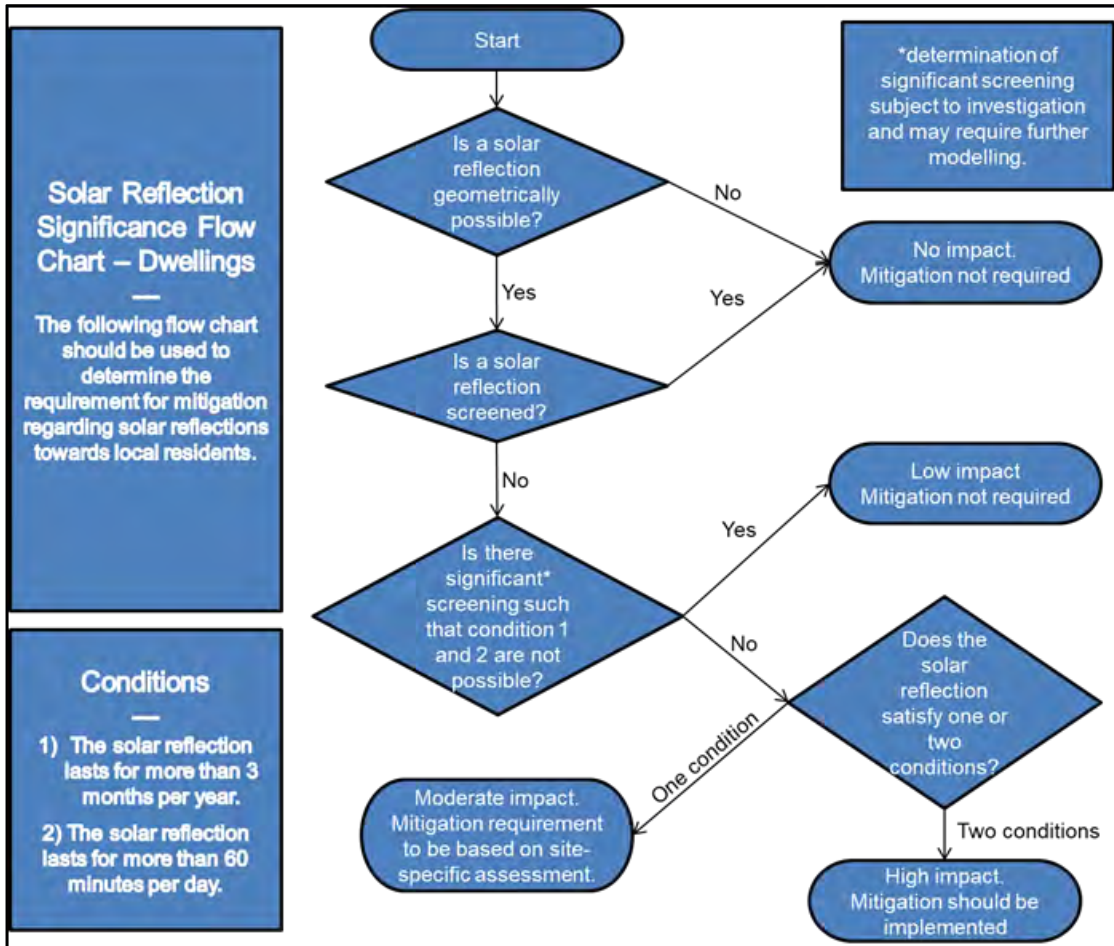 Solar Reflection
Significance Flow
Chart – Dwellings
—
The following flow chart
should be used to
determine the
requirement for mitigation
regarding solar reflections
towards local residents.
Conditions
—
1) The solar reflection
lasts for more than 3
months per year.
2) The solar reflection
lasts for more than 60
minutes per day.
Start
*determination of
significant screening
subject to investigation
and may require further
modelling.
Is a solar
reflection
geometrically
possible?
No
No impact.
Mitigation not required
Yes
Yes
Is a solar
reflection
screened?
No
Low impact
Mitigation not required
Yes
Is there
significant*
screening such
that condition 1
and 2 are not
possible?
No
Does the
solar
reflection
satisfy one or
two
conditions?
One condition
Moderate impact.
Mitigation requirement
to be based on site-
specific assessment.
Two conditions
High impact.
Mitigation should be
implemented